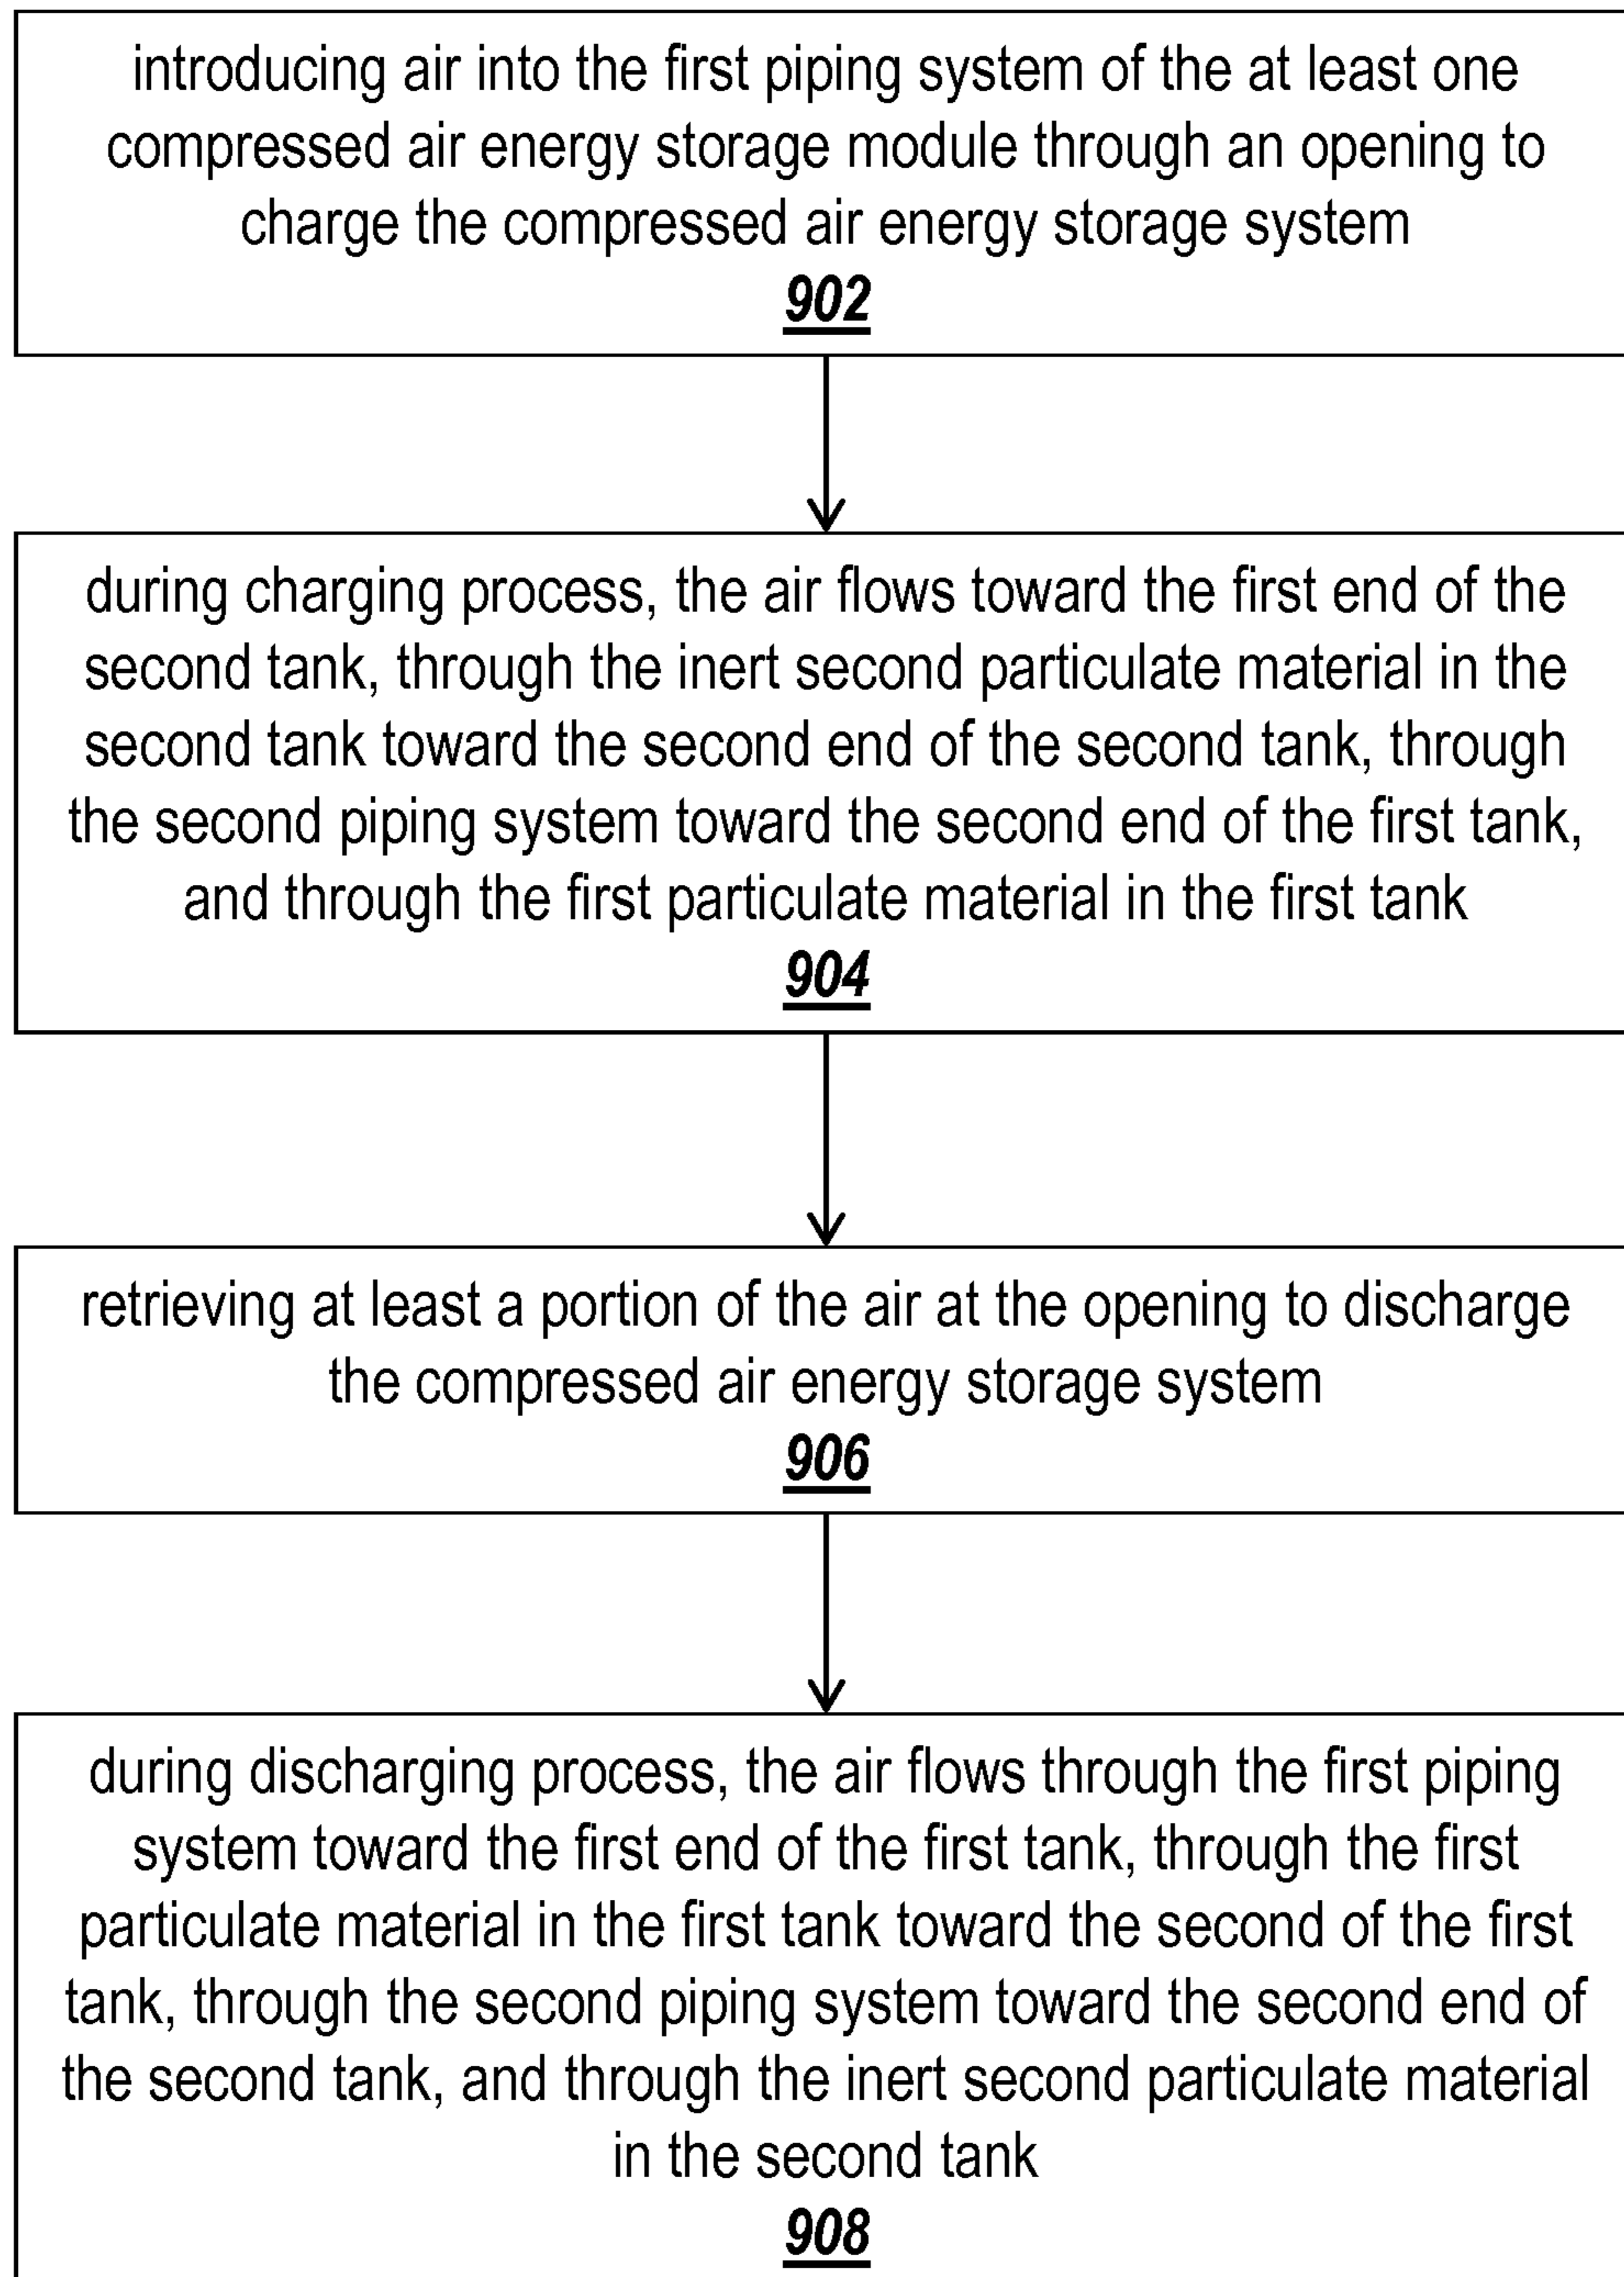 introducing air into the first piping system of the at least one
compressed air energy storage module through an opening to
charge the compressed air energy storage system
902
during charging process, the air flows toward the first end of the
second tank, through the inert second particulate material in the
second tank toward the second end of the second tank, through
the second piping system toward the second end of the first tank,
and through the first particulate material in the first tank
904
retrieving at least a portion of the air at the opening to discharge
the compressed air energy storage system
906
during discharging process, the air flows through the first piping
system toward the first end of the first tank, through the first
particulate material in the first tank toward the second of the first
tank, through the second piping system toward the second end of
the second tank, and through the inert second particulate material
in the second tank
908